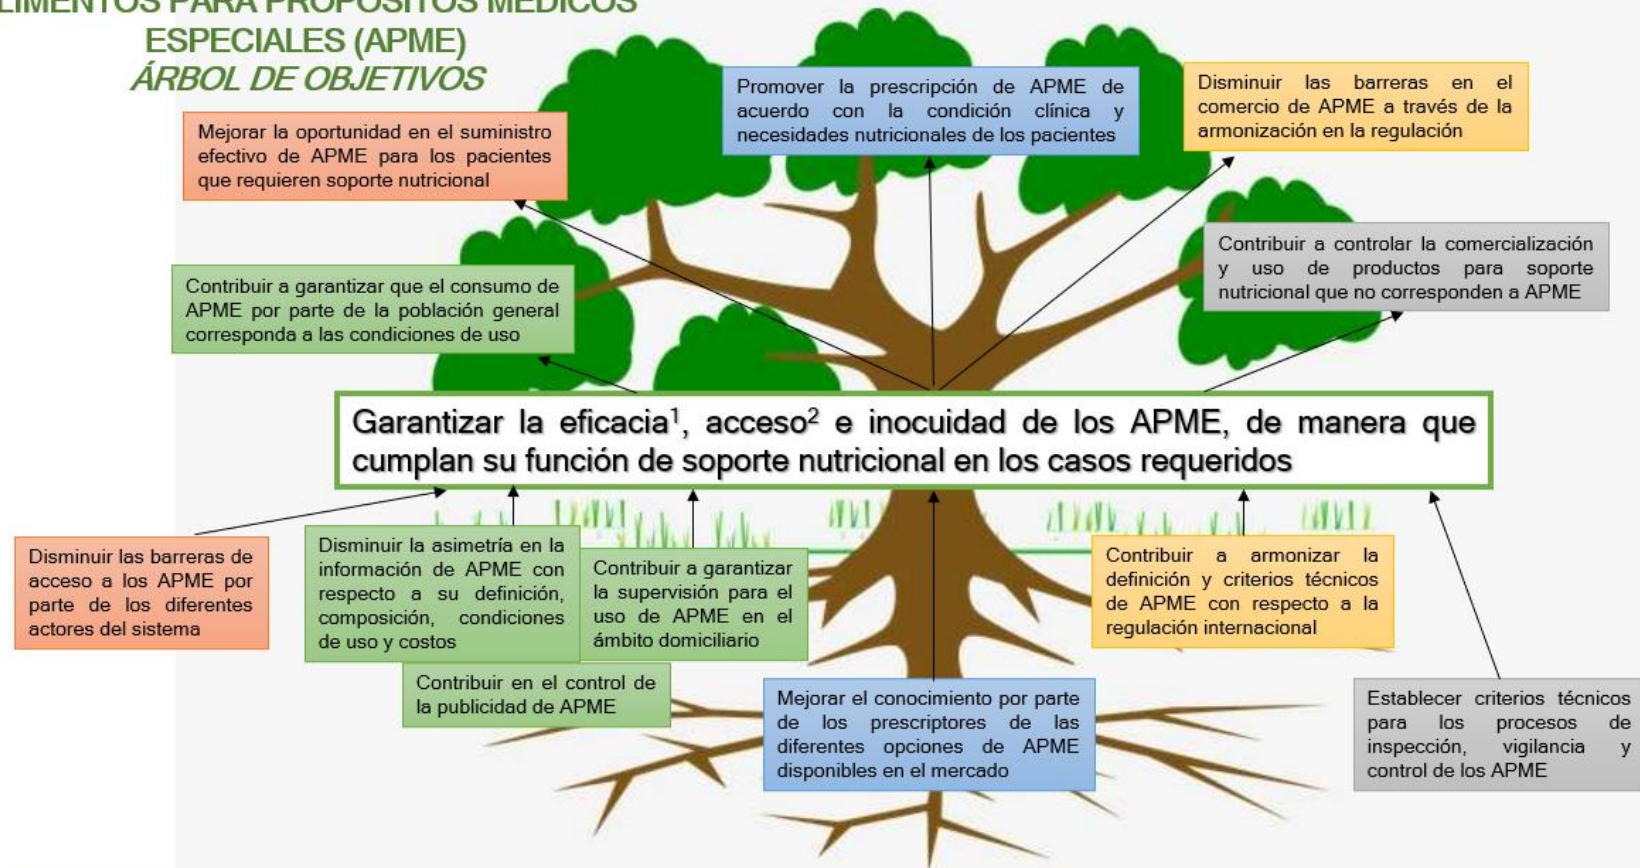 LIMENTOS PARA PROPÓSITOS MÉDICOS
ESPECIALES (APME)
ÁRBOL DE OBJETIVOS
Mejorar la oportunidad en el suministro
efectivo de APME para los pacientes
que requieren soporte nutricional
Promover la prescripción de APME de
acuerdo con la condición clínica y
necesidades nutricionales de los pacientes
Disminuir las barreras en el
comercio de APME a través de la
armonización en la regulación
Contribuir a garantizar que el consumo de
APME por parte de la población general
corresponda a las condiciones de uso
Contribuir a controlar la comercialización
y uso de productos para soporte
nutricional que no corresponden a APME
Garantizar la eficacia¹, acceso² e inocuidad de los APME, de manera que
cumplan su función de soporte nutricional en los casos requeridos
Disminuir las barreras de
acceso a los APME por
parte de los diferentes
actores del sistema
Disminuir la asimetría en la
información de APME con
respecto a su definición,
composición, condiciones
de uso y costos
Contribuir a garantizar
la supervisión para el
uso de APME en el
ámbito domiciliario
Contribuir en el control de
la publicidad de APME
Mejorar el conocimiento por parte
de los prescriptores de las
diferentes opciones de APME
disponibles en el mercado
Contribuir a armonizar la
definición y criterios técnicos
de APME con respecto a la
regulación internacional
Establecer criterios técnicos
para los procesos de
inspección, vigilancia y
control de los APME